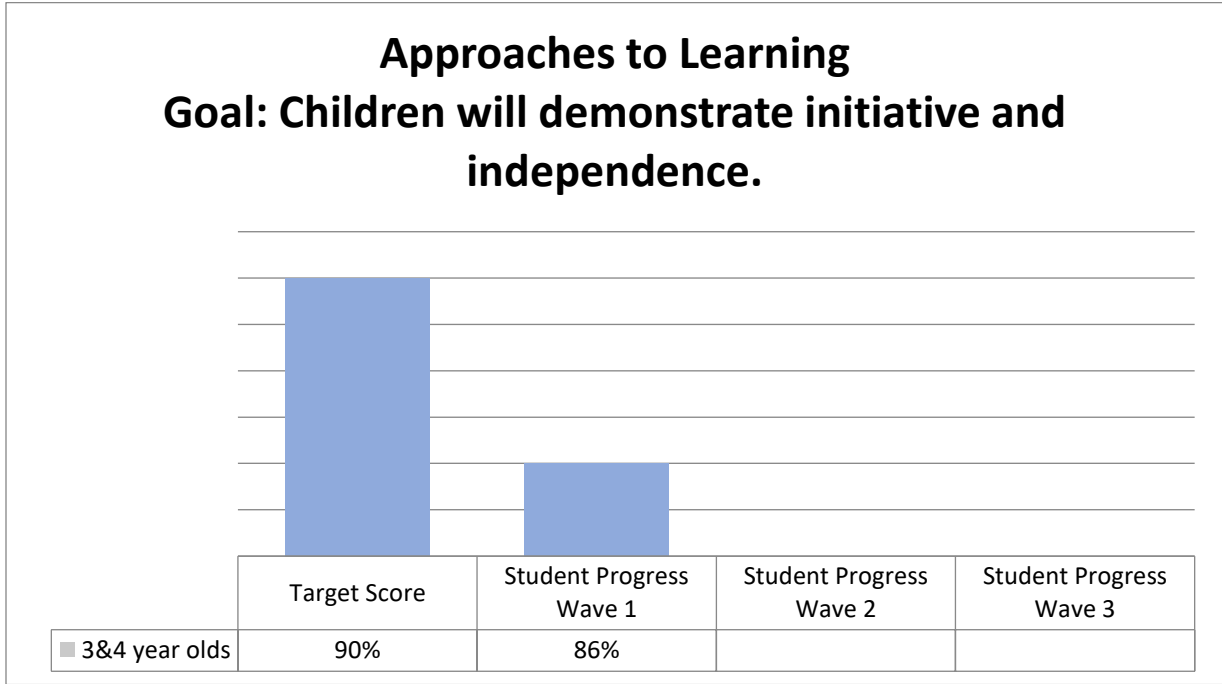 Approaches to Learning
Goal: Children will demonstrate initiative and
independence.
Target Score
Student Progress
Wave 1
Student Progress
Wave 2
Student Progress
Wave 3
3&4 year olds
90%
86%